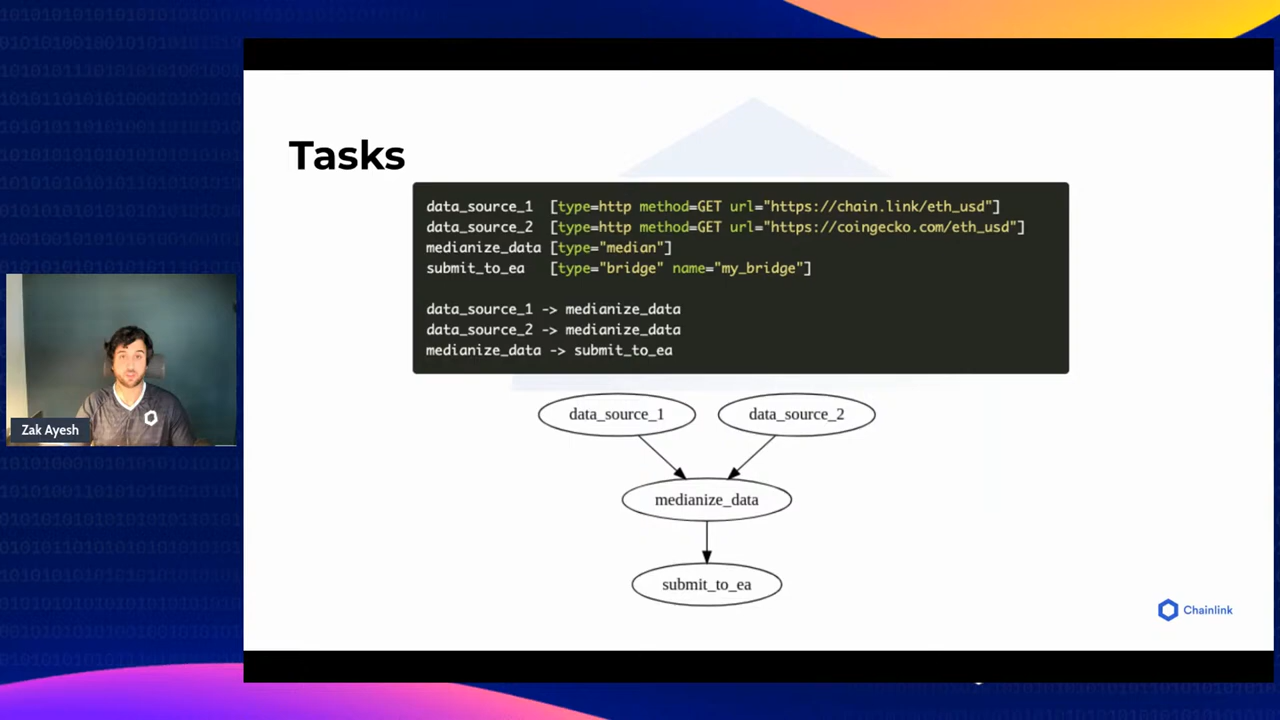 Tasks
data_source_1 [type=http method=GET url="https://chain.link/eth_usd"]
data_source_2 [type=http method=GET url="https://coingecko.com/eth_usd"]
medianize_data [type="median"]
submit_to_ea [type="bridge" name="my_bridge"]
data_source_1 -> medianize_data
data_source_2 -> medianize_data
medianize_data -> submit_to_ea
data_source_1 data_source_2
medianize_data
submit_to_ea
Zak Ayesh
Chainlink